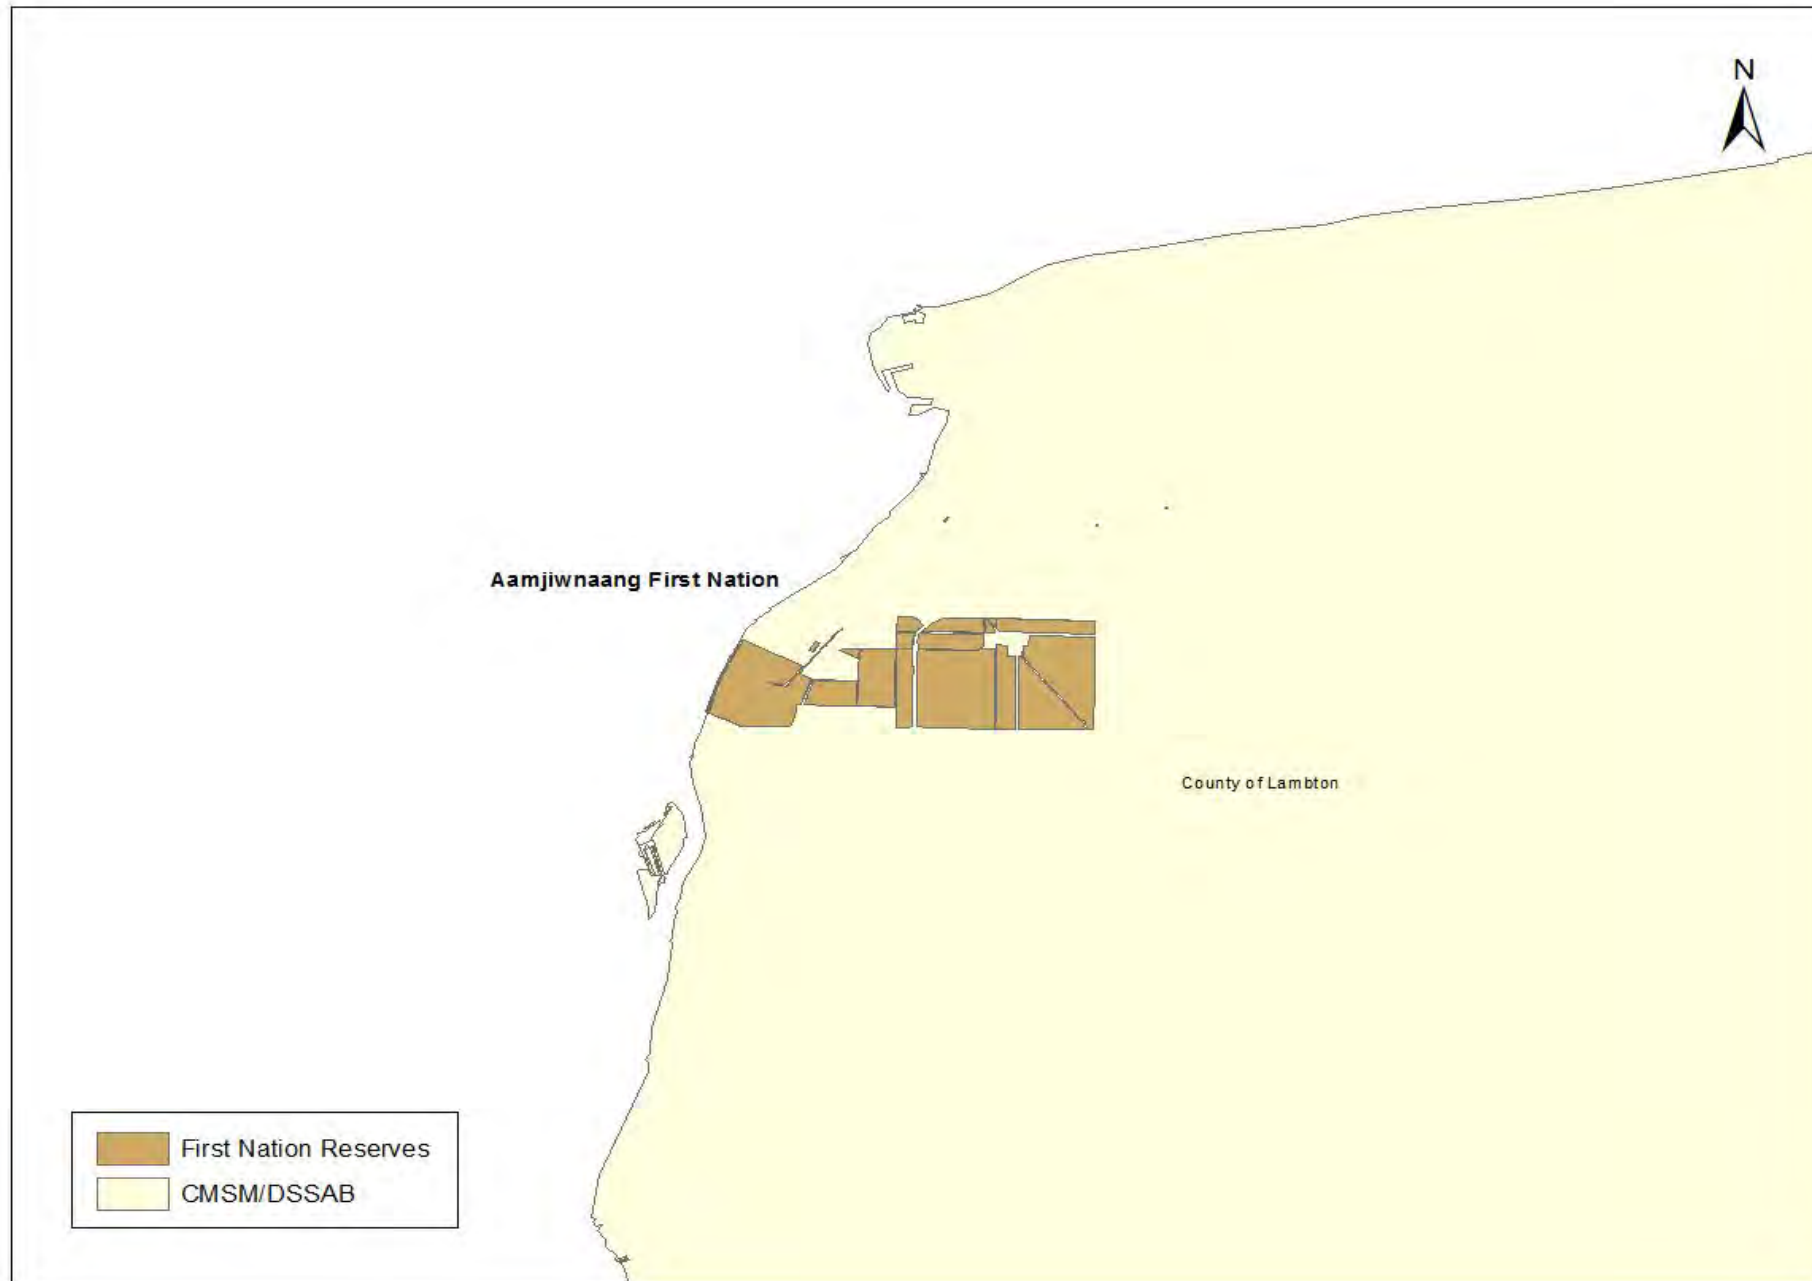 N
Aamjiwnaang First Nation
County of Lambton
First Nation Reserves
CMSM/DSSAB